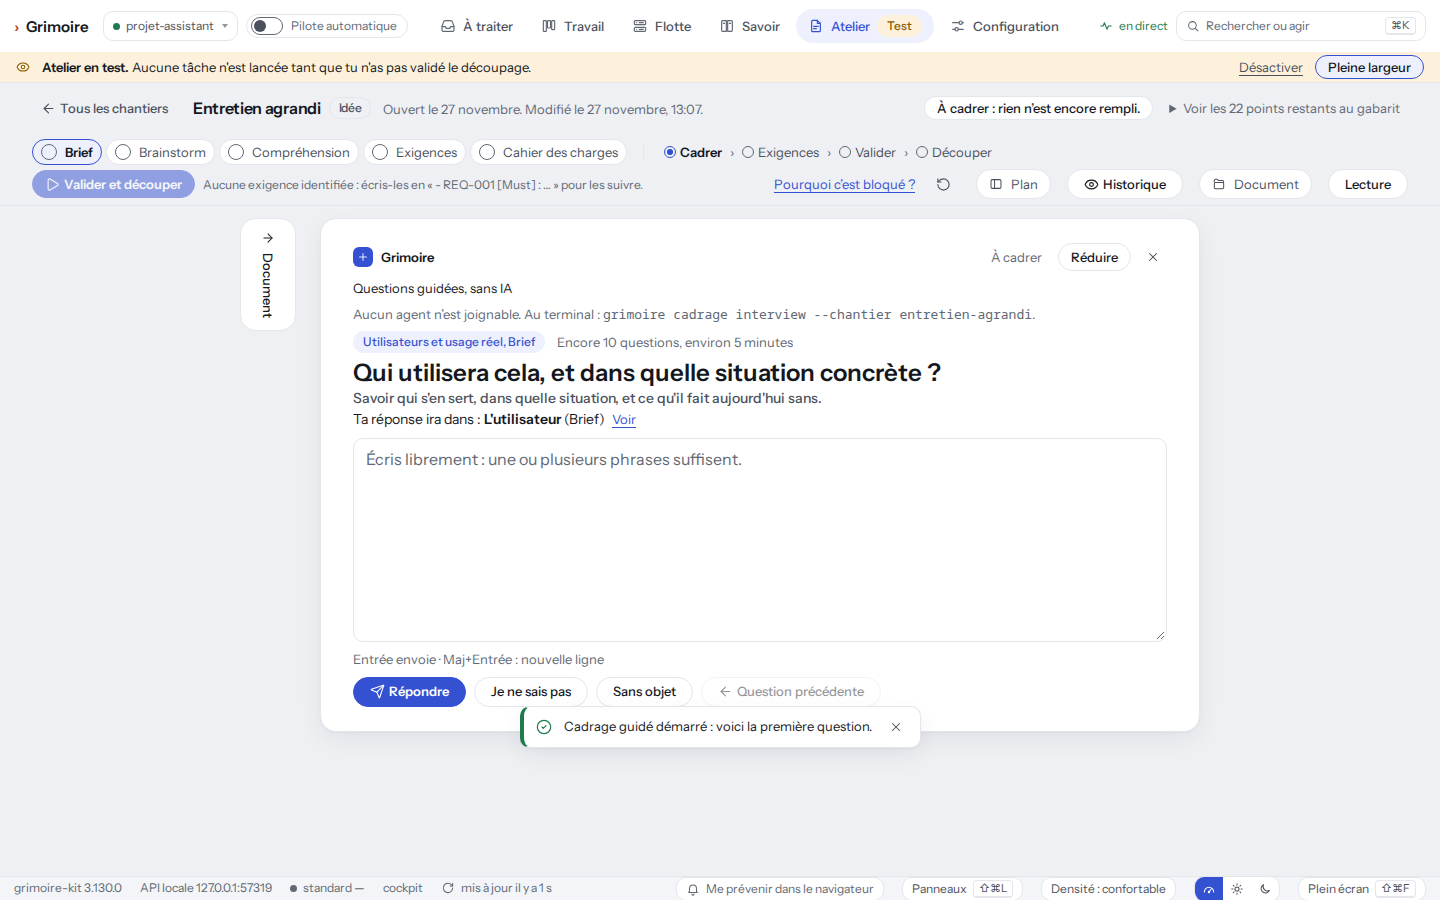 › Grimoire projet-assistant Pilote automatique À traiter Travail Flotte Savoir Atelier Test Configuration en direct Rechercher ou agir ⌘K
Atelier en test. Aucune tâche n'est lancée tant que tu n'as pas validé le découpage. Désactiver Pleine largeur
← Tous les chantiers Entretien agrandi Idée Ouvert le 27 novembre. Modifié le 27 novembre, 13:07. À cadrer : rien n'est encore rempli. ▶ Voir les 22 points restants au gabarit
Brief Brainstorm Compréhension Exigences Cahier des charges Cadrer › Exigences › Valider › Découper
Valider et découper Aucune exigence identifiée : écris-les en « - REQ-001 [Must] : … » pour les suivre. Pourquoi c'est bloqué ? Plan Historique Document Lecture
→ Document
Grimoire À cadrer Réduire
Questions guidées, sans IA
Aucun agent n'est joignable. Au terminal : grimoire cadrage interview --chantier entretien-agrandi.
Utilisateurs et usage réel, Brief Encore 10 questions, environ 5 minutes
Qui utilisera cela, et dans quelle situation concrète ?
Savoir qui s'en sert, dans quelle situation, et ce qu'il fait aujourd'hui sans.
Ta réponse ira dans : L'utilisateur (Brief) Voir
Écris librement : une ou plusieurs phrases suffisent.
Entrée envoie · Maj+Entrée : nouvelle ligne
Répondre Je ne sais pas Sans objet ← Question précédente
Cadrage guidé démarré : voici la première question.
grimoire-kit 3.130.0 API locale 127.0.0.1:57319 standard — cockpit mis à jour il y a 1 s Me prévenir dans le navigateur Panneaux ⇧⌘L Densité : confortable Plein écran ⇧⌘F